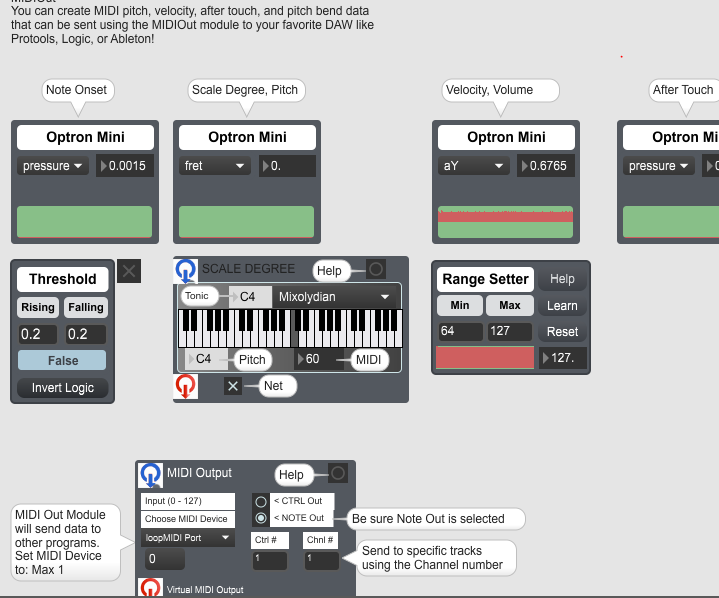 MIDIOut
You can create MIDI pitch, velocity, after touch, and pitch bend data
that can be sent using the MIDIOut module to your favorite DAW like
Protools, Logic, or Ableton!
Note Onset
Scale Degree, Pitch
Velocity, Volume
After Touch
Optron Mini
Optron Mini
Optron Mini
Optron Mi
pressure
0.0015
fret
0.
aY
0.6765
pressure
Threshold
Rising
Falling
0.2
0.2
False
Invert Logic
SCALE DEGREE
Help
Tonic
C4
Mixolydian
C4
Pitch
60
MIDI
Net
Range Setter
Help
Min
Max
Learn
64
127
Reset
127.
MIDI Output
Help
Input (0 - 127)
< CTRL Out
Choose MIDI Device
< NOTE Out
Be sure Note Out is selected
loopMIDI Port
Ctrl #
Chnl #
0
1
1
Virtual MIDI Output
MIDI Out Module
will send data to
other programs.
Set MIDI Device
to: Max 1
Send to specific tracks
using the Channel number